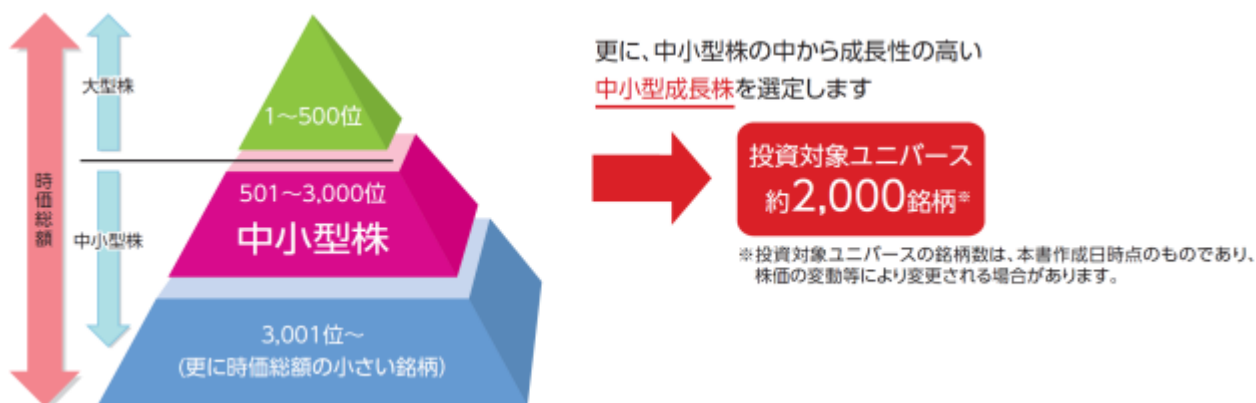 時価総額
大型株
中小型株
1〜500位
501〜3,000位
中小型株
3,001位〜
(更に時価総額の小さい銘柄)
更に、中小型株の中から成長性の高い
中小型成長株を選定します
投資対象ユニバース
約2,000銘柄※
※投資対象ユニバースの銘柄数は、本書作成日時点のものであり、
株価の変動等により変更される場合があります。